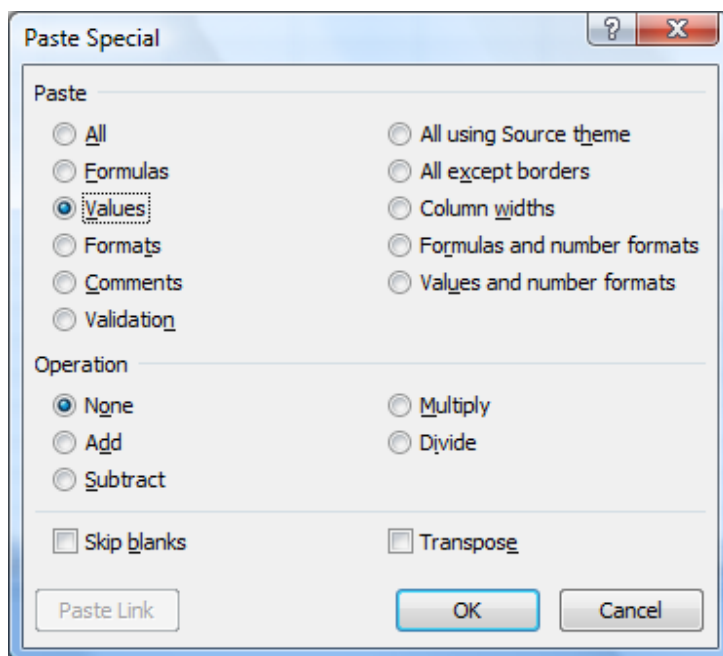 Paste Special
Paste
All
All using Source theme
Formulas
All except borders
Values
Column widths
Formats
Formulas and number formats
Comments
Values and number formats
Validation
Operation
None
Multiply
Add
Divide
Subtract
Skip blanks
Transpose
Paste Link
OK
Cancel